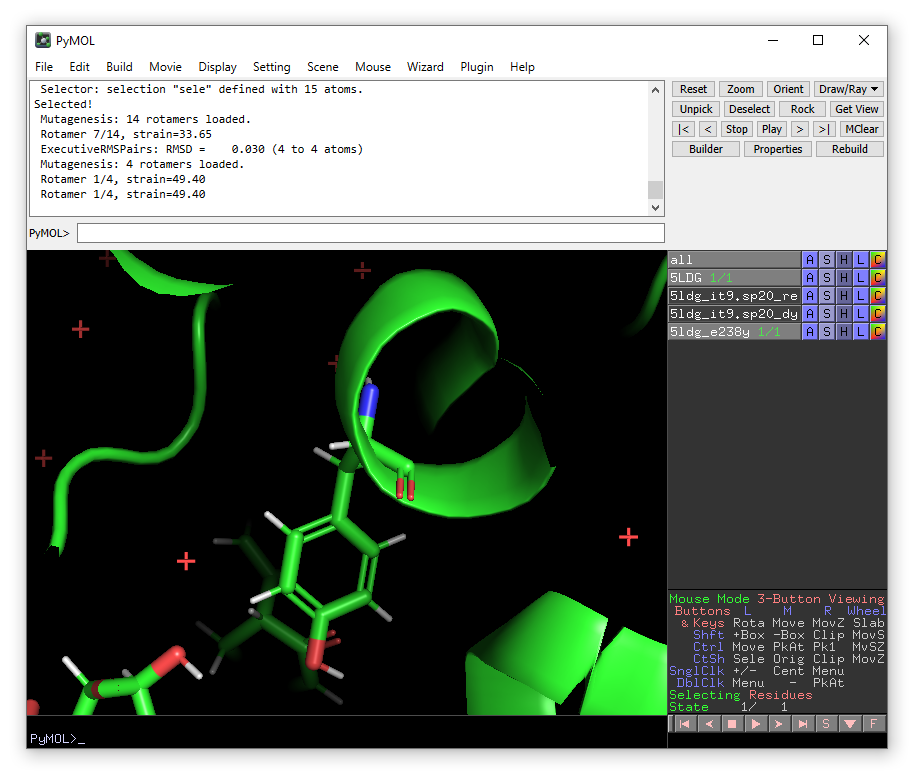 PyMOL
File Edit Build Movie Display Setting Scene Mouse Wizard Plugin Help
Selector: selection "sele" defined with 15 atoms.
Selected!
Mutagenesis: 14 rotamers loaded.
Rotamer 7/14, strain=33.65
ExecutiveRMSPairs: RMSD = 0.030 (4 to 4 atoms)
Mutagenesis: 4 rotamers loaded.
Rotamer 1/4, strain=49.40
Rotamer 1/4, strain=49.40
PyMOL>
Reset Zoom Orient Draw/Ray
Unpick Deselect Rock Get View
|< < Stop Play > >| MClear
Builder Properties Rebuild
all A S H L C
5LDG 1/1 A S H L C
5ldg_it9.sp20_re A S H L C
5ldg_it9.sp20_dy A S H L C
5ldg_e238y 1/1 A S H L C
Mouse Mode 3-Button Viewing
Buttons L M R Wheel
& Keys Rota Move MovZ Slab
Shft +Box -Box Clip MovS
Ctrl Move PkAt Pk1 MvSZ
CtSh Sele Orig Clip MovZ
SnglClk +/- Cent Menu
DblClk Menu - PkAt
Selecting Residues
State 1/ 1
S F
PyMOL>_